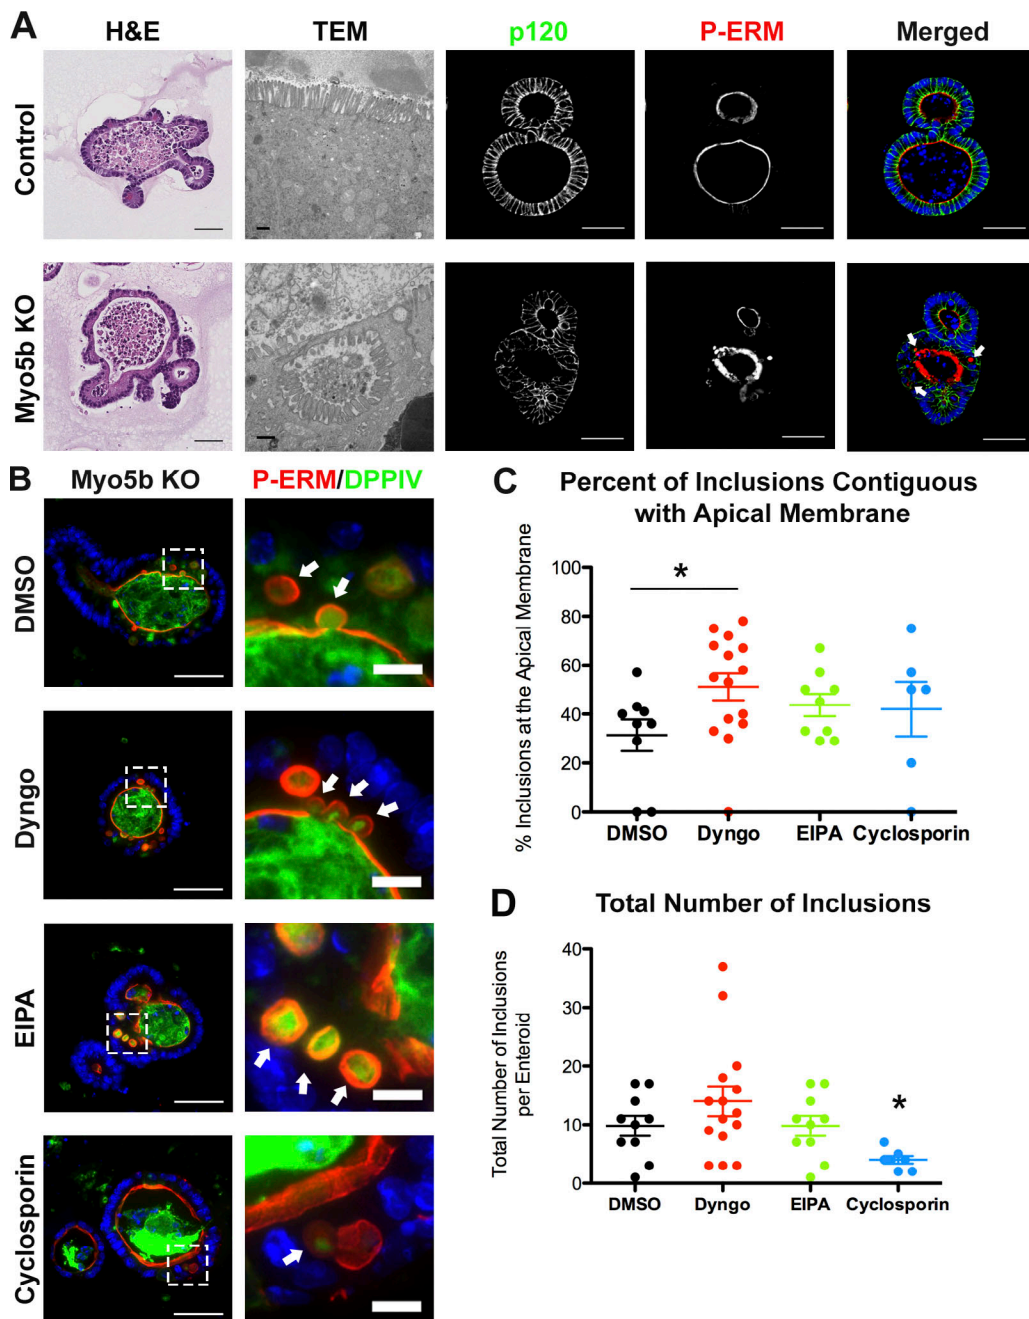 A
H&E
TEM
p120
P-ERM
Merged
Control
Myo5b KO
B
Myo5b KO
P-ERM/DPPIV
DMSO
Dyngo
EIPA
Cyclosporin
C
Percent of Inclusions Contiguous
with Apical Membrane
% Inclusions at the Apical Membrane
100
80
60
40
20
0
*
DMSO
Dyngo
EIPA
Cyclosporin
D
Total Number of Inclusions
Total Number of Inclusions
per Enteroid
40
30
20
10
0
*
DMSO
Dyngo
EIPA
Cyclosporin